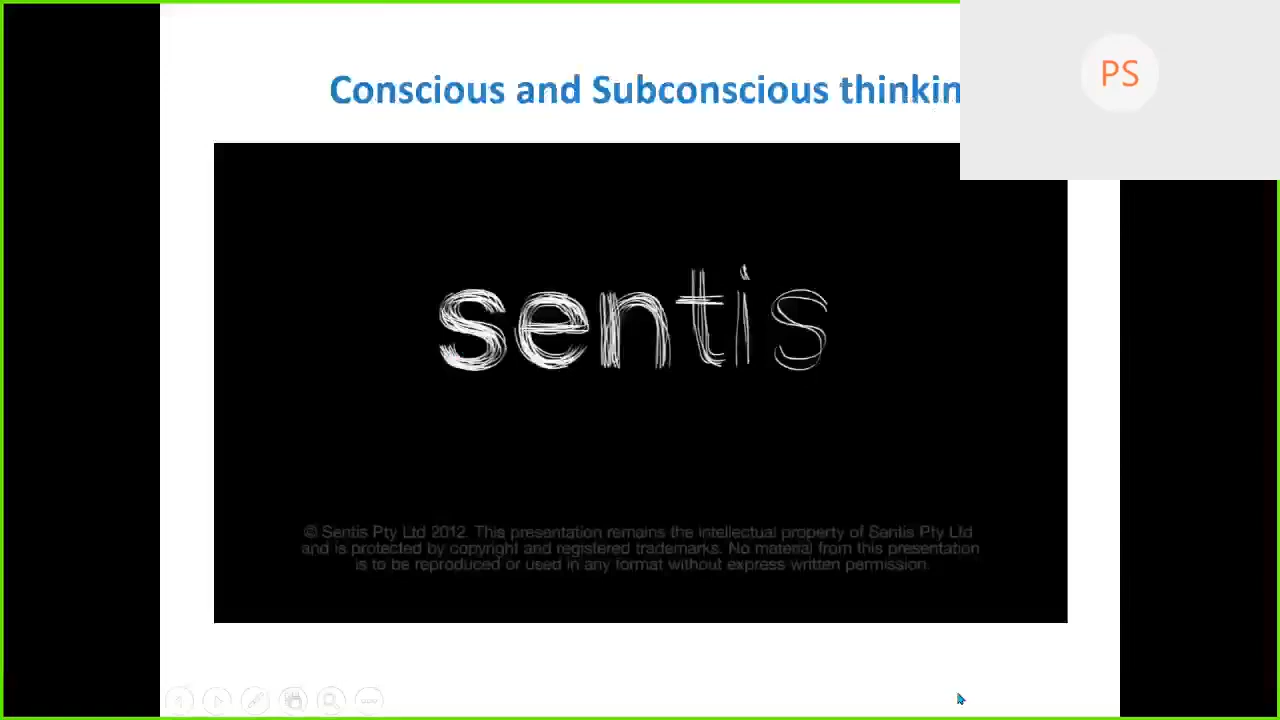 Conscious and Subconscious thinkin
PS
sentis
© Sentis Pty Ltd 2012. This presentation remains the intellectual property of Sentis Pty Ltd
and is protected by copyright and registered trademarks. No material from this presentation
is to be reproduced or used in any format without express written permission.